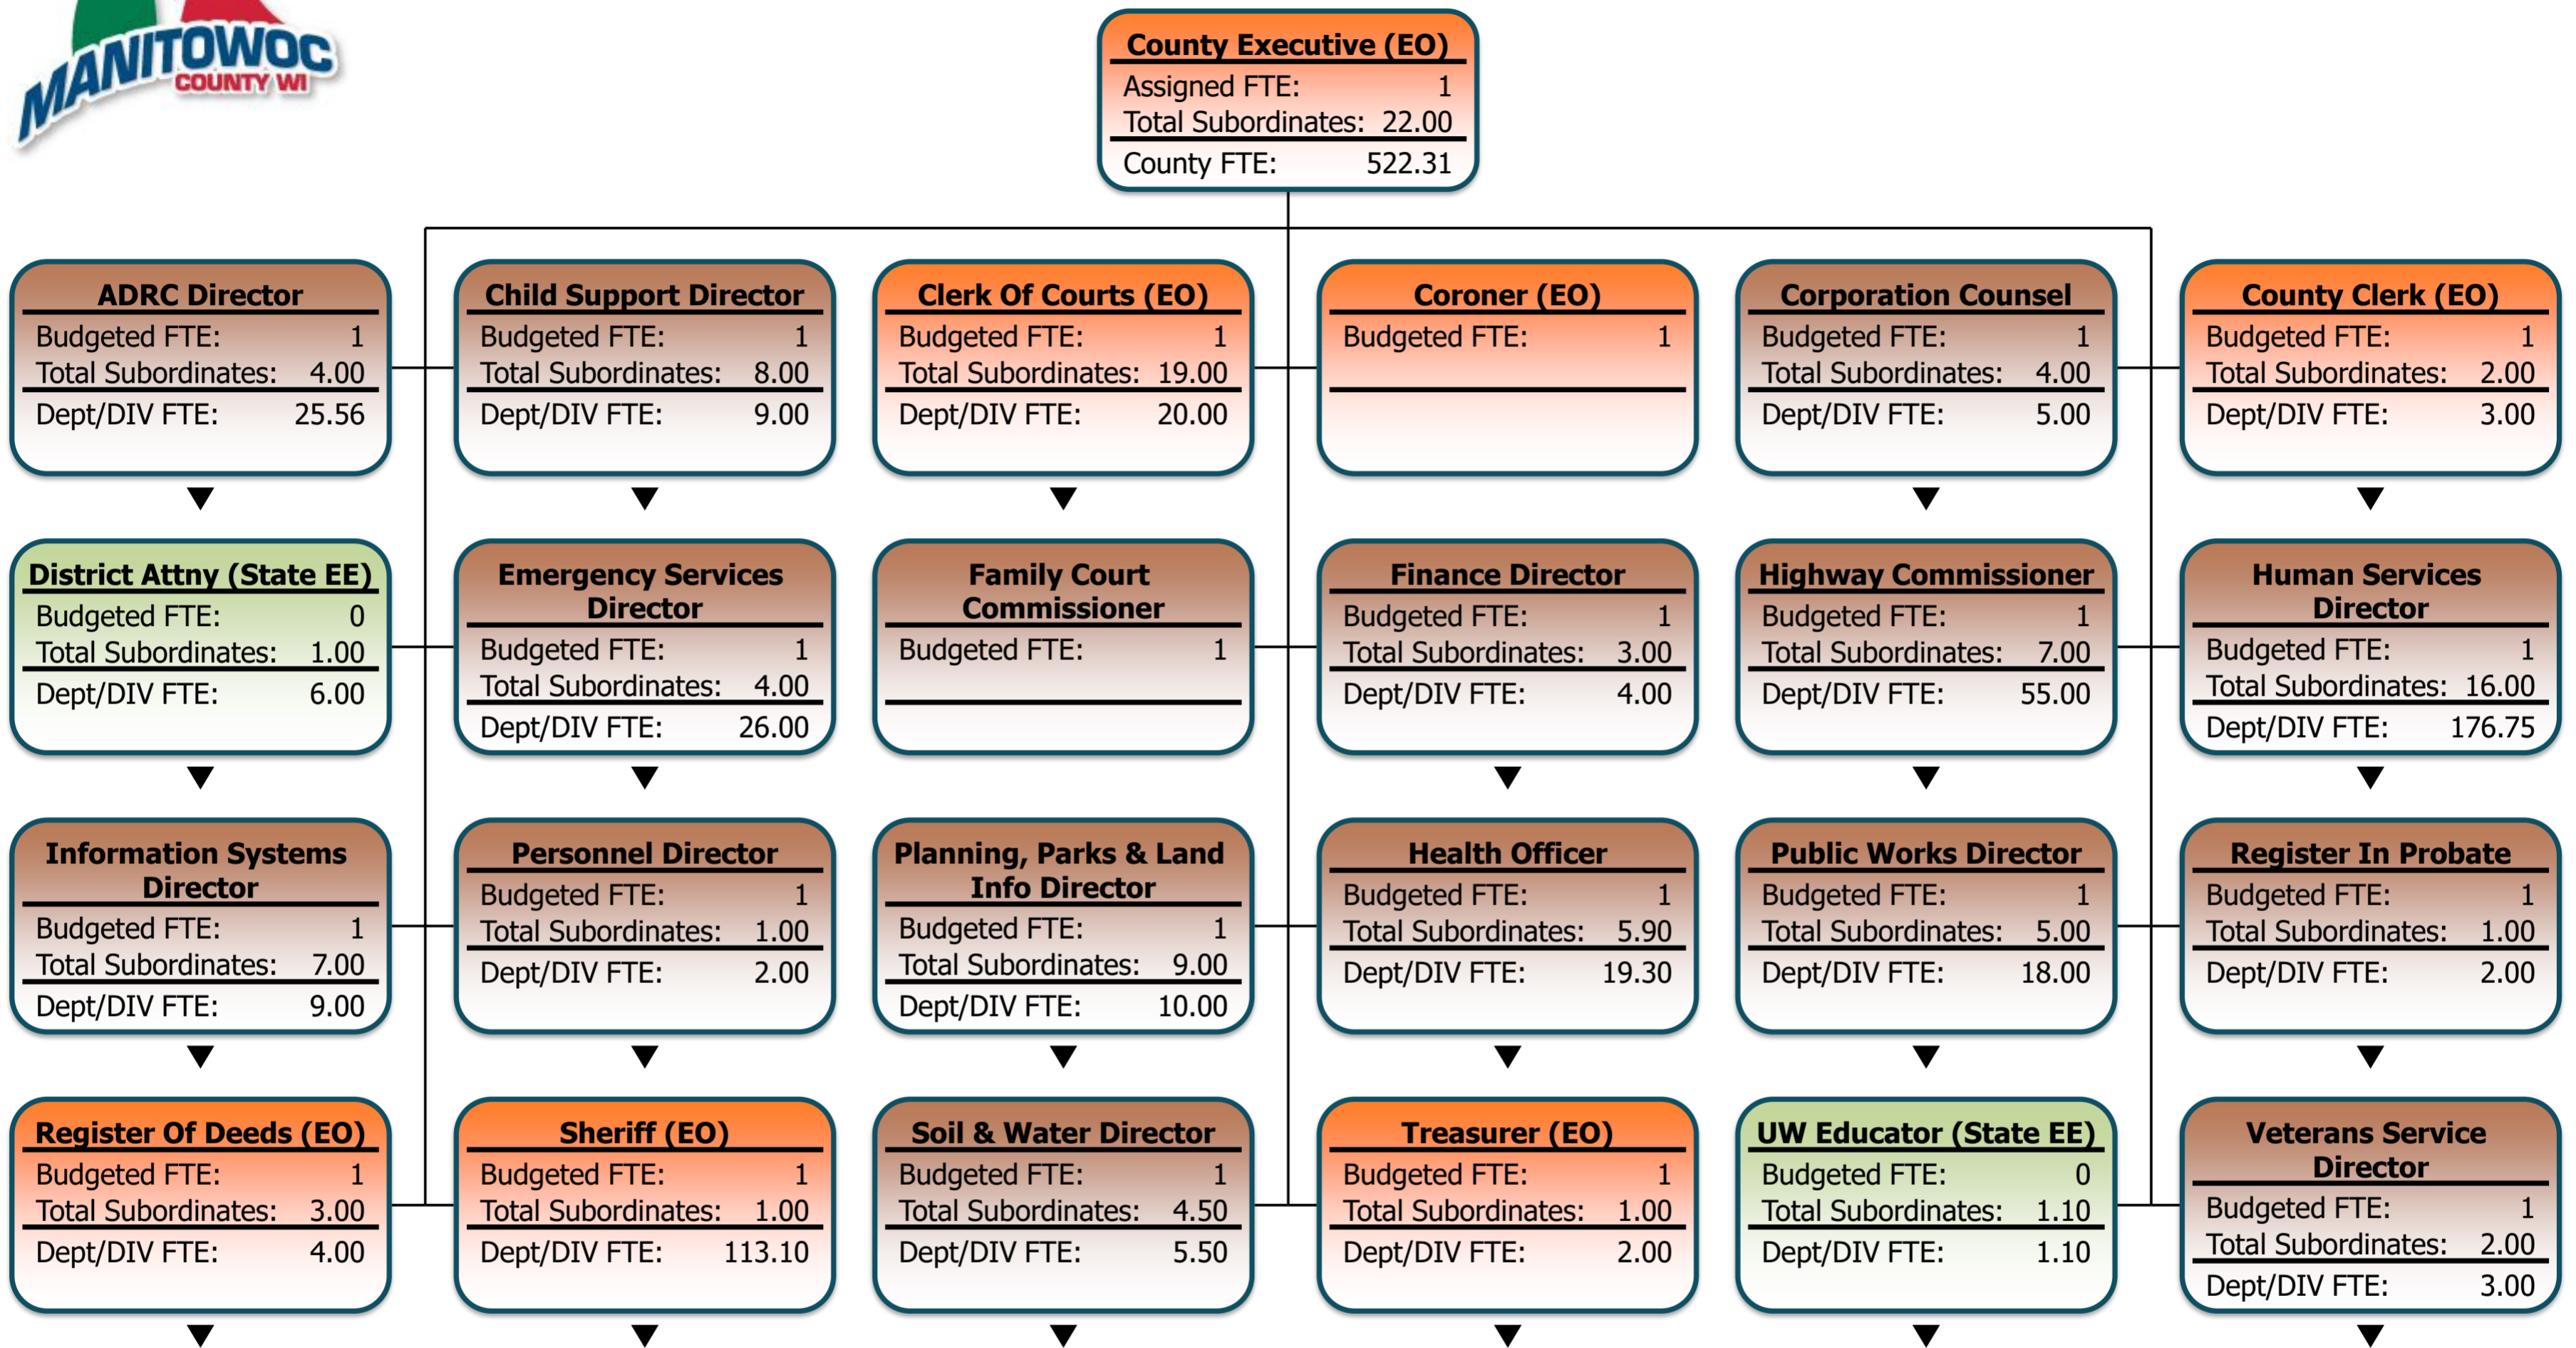 MANITOWOC
COUNTY WI
County Executive (EO)
Assigned FTE: 1
Total Subordinates: 22.00
County FTE: 522.31
ADRC Director
Budgeted FTE: 1
Total Subordinates: 4.00
Dept/DIV FTE: 25.56
Child Support Director
Budgeted FTE: 1
Total Subordinates: 8.00
Dept/DIV FTE: 9.00
Clerk Of Courts (EO)
Budgeted FTE: 1
Total Subordinates: 19.00
Dept/DIV FTE: 20.00
Coroner (EO)
Budgeted FTE: 1
Corporation Counsel
Budgeted FTE: 1
Total Subordinates: 4.00
Dept/DIV FTE: 5.00
County Clerk (EO)
Budgeted FTE: 1
Total Subordinates: 2.00
Dept/DIV FTE: 3.00
District Attny (State EE)
Budgeted FTE: 0
Total Subordinates: 1.00
Dept/DIV FTE: 6.00
Emergency Services
Director
Budgeted FTE: 1
Total Subordinates: 4.00
Dept/DIV FTE: 26.00
Family Court
Commissioner
Budgeted FTE: 1
Finance Director
Budgeted FTE: 1
Total Subordinates: 3.00
Dept/DIV FTE: 4.00
Highway Commissioner
Budgeted FTE: 1
Total Subordinates: 7.00
Dept/DIV FTE: 55.00
Human Services
Director
Budgeted FTE: 1
Total Subordinates: 16.00
Dept/DIV FTE: 176.75
Information Systems
Director
Budgeted FTE: 1
Total Subordinates: 7.00
Dept/DIV FTE: 9.00
Personnel Director
Budgeted FTE: 1
Total Subordinates: 1.00
Dept/DIV FTE: 2.00
Planning, Parks & Land
Info Director
Budgeted FTE: 1
Total Subordinates: 9.00
Dept/DIV FTE: 10.00
Health Officer
Budgeted FTE: 1
Total Subordinates: 5.90
Dept/DIV FTE: 19.30
Public Works Director
Budgeted FTE: 1
Total Subordinates: 5.00
Dept/DIV FTE: 18.00
Register In Probate
Budgeted FTE: 1
Total Subordinates: 1.00
Dept/DIV FTE: 2.00
Register Of Deeds (EO)
Budgeted FTE: 1
Total Subordinates: 3.00
Dept/DIV FTE: 4.00
Sheriff (EO)
Budgeted FTE: 1
Total Subordinates: 1.00
Dept/DIV FTE: 113.10
Soil & Water Director
Budgeted FTE: 1
Total Subordinates: 4.50
Dept/DIV FTE: 5.50
Treasurer (EO)
Budgeted FTE: 1
Total Subordinates: 1.00
Dept/DIV FTE: 2.00
UW Educator (State EE)
Budgeted FTE: 0
Total Subordinates: 1.10
Dept/DIV FTE: 1.10
Veterans Service
Director
Budgeted FTE: 1
Total Subordinates: 2.00
Dept/DIV FTE: 3.00